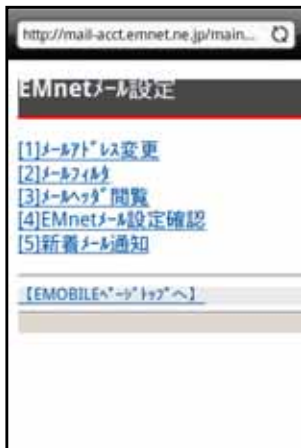 http://mail-acct.emnet.ne.jp/main...
EMnetﾒｰﾙ設定
[1]ﾒｰﾙｱﾄﾞﾚｽ変更
[2]ﾒｰﾙﾌｨﾙﾀ
[3]ﾒｰﾙﾍｯﾀﾞ閲覧
[4]EMnetﾒｰﾙ設定確認
[5]新着ﾒｰﾙ通知
【EMOBILEﾍﾟｰｼﾞﾄｯﾌﾟへ】